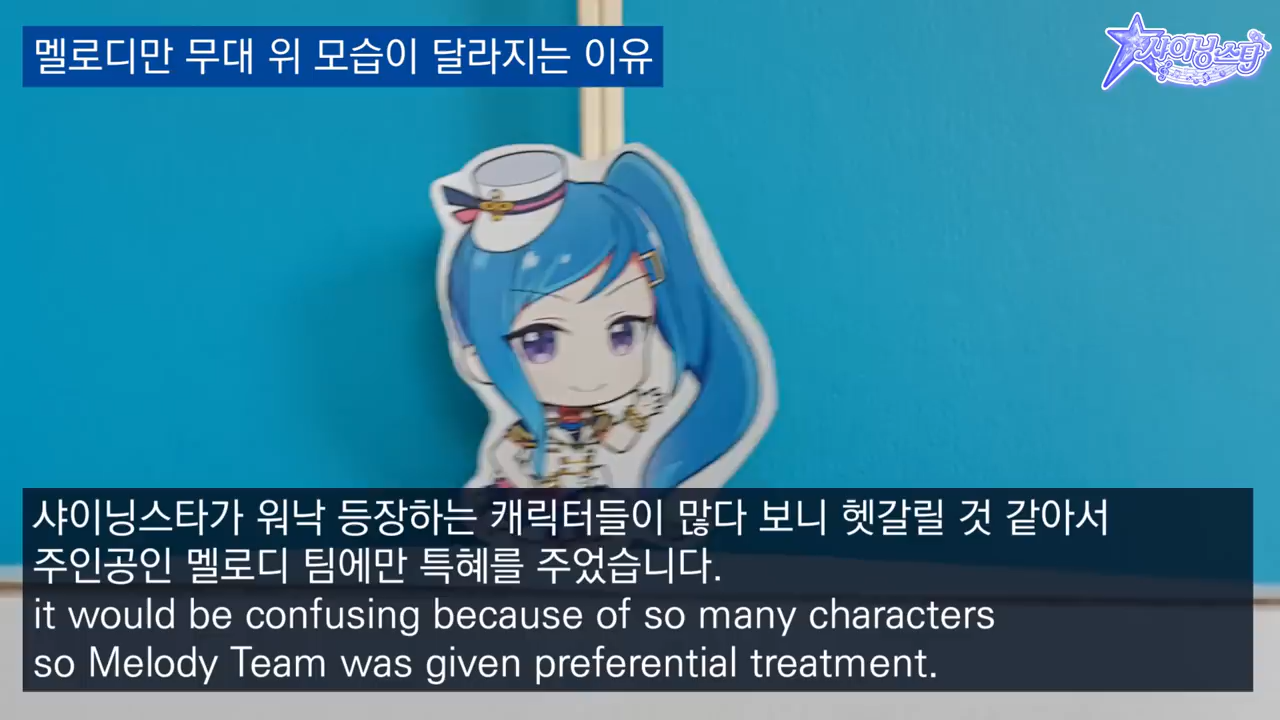 멜로디만 무대 위 모습이 달라지는 이유
샤이닝스타
샤이닝스타가 워낙 등장하는 캐릭터들이 많다 보니 헷갈릴 것 같아서
주인공인 멜로디 팀에만 특혜를 주었습니다.
it would be confusing because of so many characters
so Melody Team was given preferential treatment.